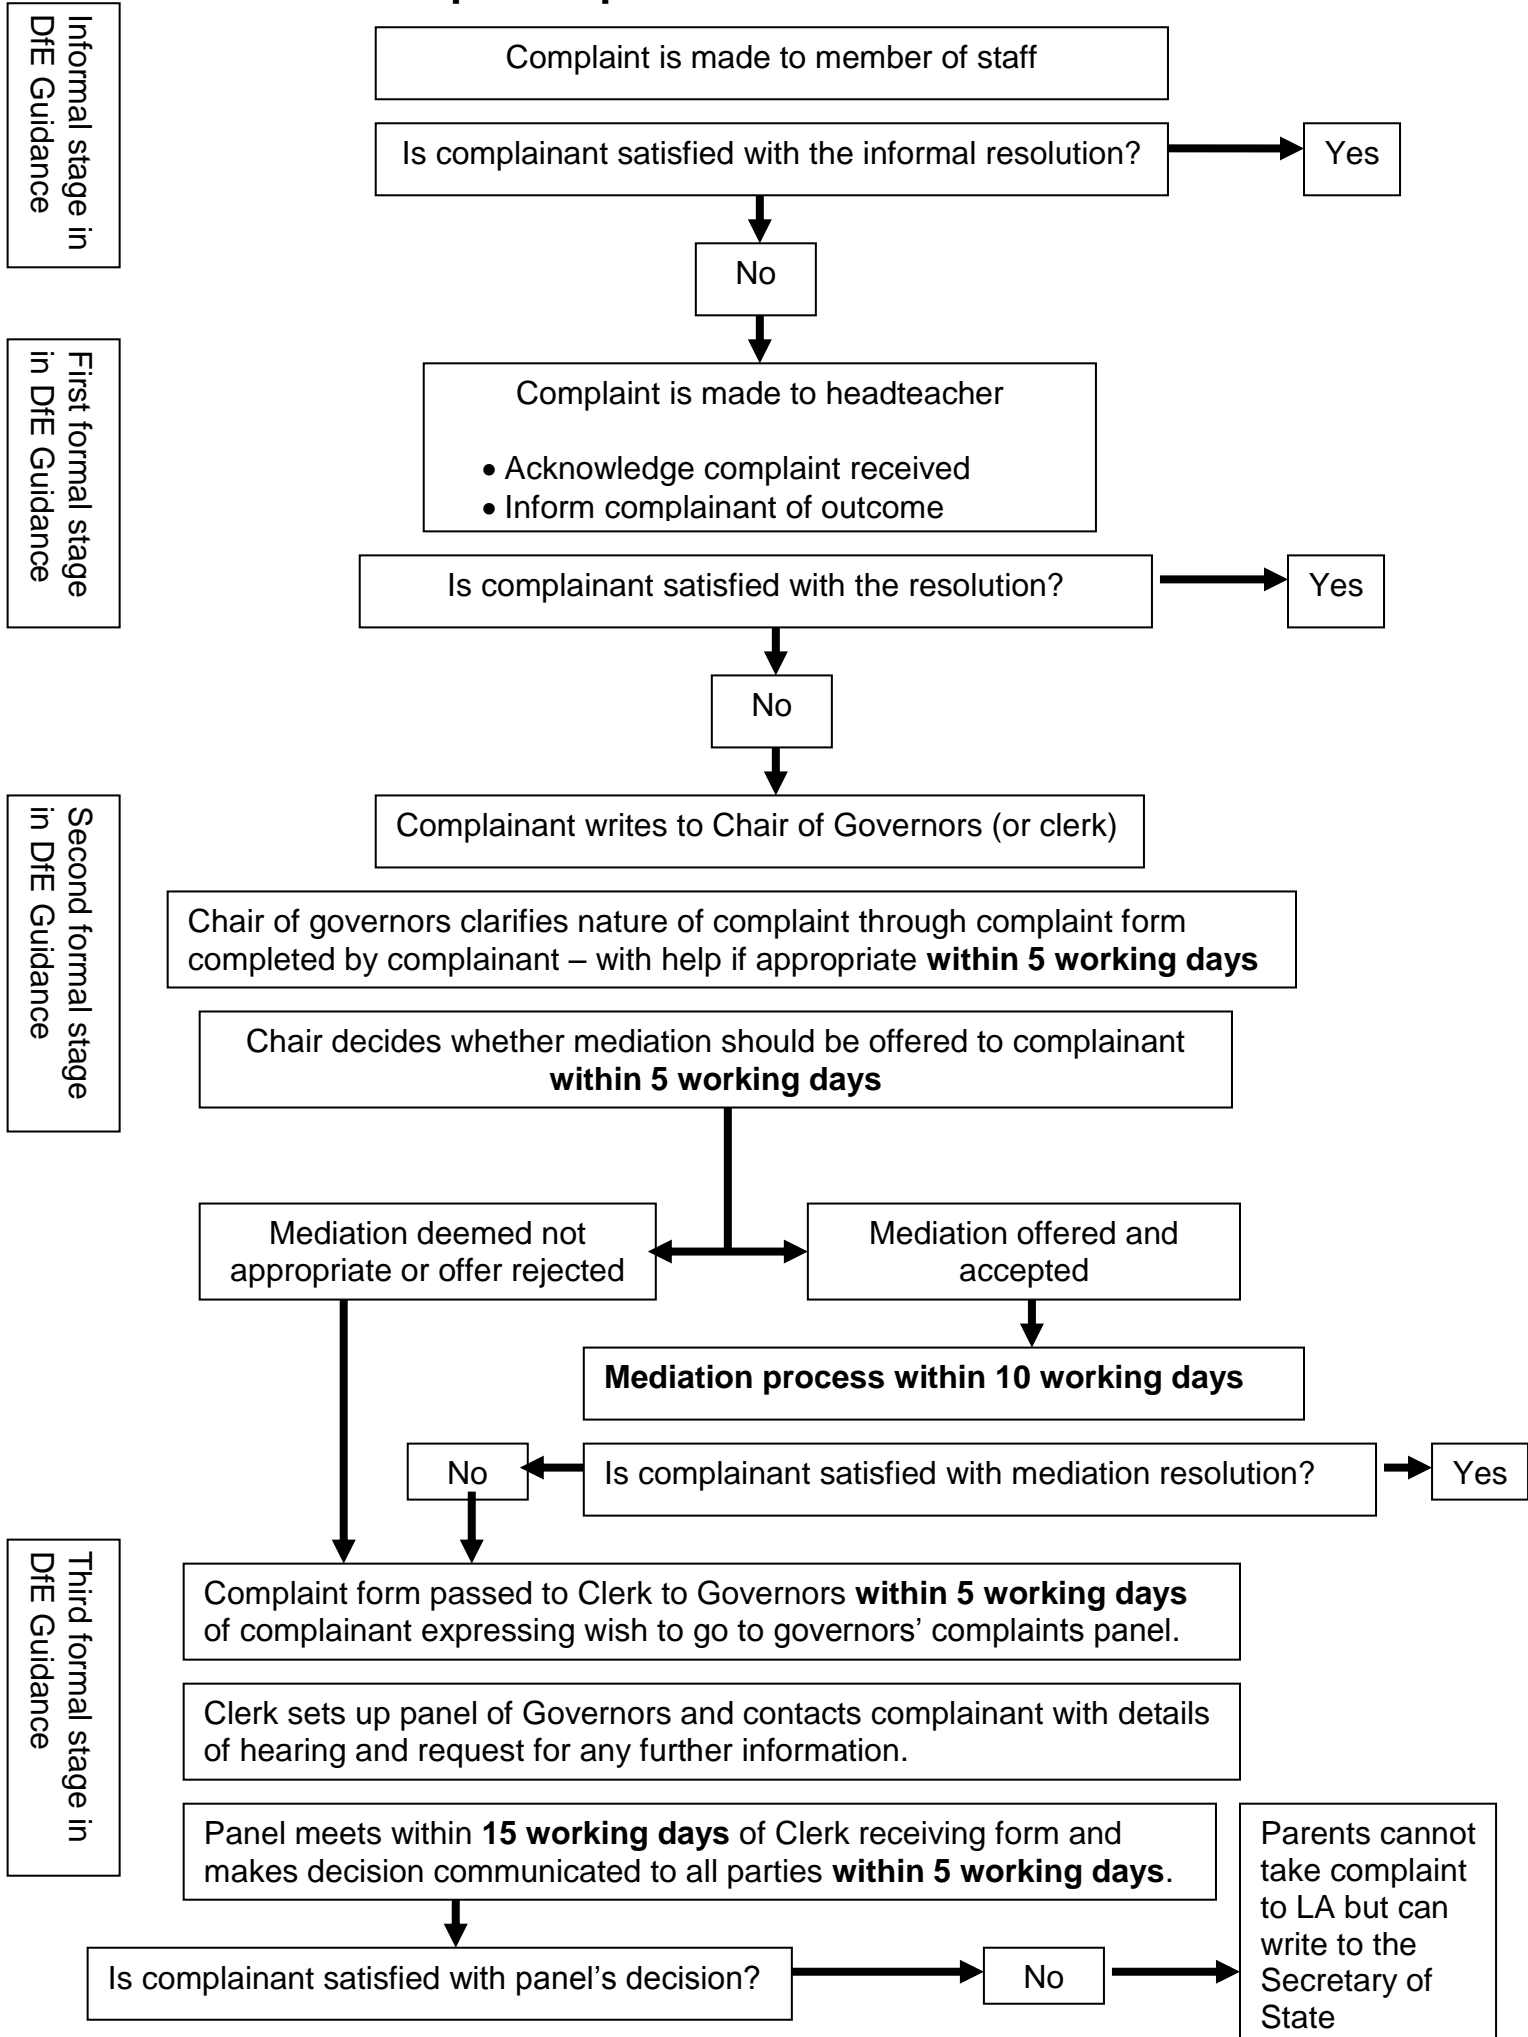 Informal stage in
DfE Guidance
Complaint is made to member of staff
Is complainant satisfied with the informal resolution?
Yes
No
First formal stage
in DfE Guidance
Complaint is made to headteacher
• Acknowledge complaint received
• Inform complainant of outcome
Is complainant satisfied with the resolution?
Yes
No
Second formal stage
in DfE Guidance
Complainant writes to Chair of Governors (or clerk)
Chair of governors clarifies nature of complaint through complaint form
completed by complainant – with help if appropriate within 5 working days
Chair decides whether mediation should be offered to complainant
within 5 working days
Mediation deemed not
appropriate or offer rejected
Mediation offered and
accepted
Mediation process within 10 working days
No
Is complainant satisfied with mediation resolution?
Yes
Third formal stage in
DfE Guidance
Complaint form passed to Clerk to Governors within 5 working days
of complainant expressing wish to go to governors’ complaints panel.
Clerk sets up panel of Governors and contacts complainant with details
of hearing and request for any further information.
Panel meets within 15 working days of Clerk receiving form and
makes decision communicated to all parties within 5 working days.
Is complainant satisfied with panel’s decision?
No
Parents cannot
take complaint
to LA but can
write to the
Secretary of
State